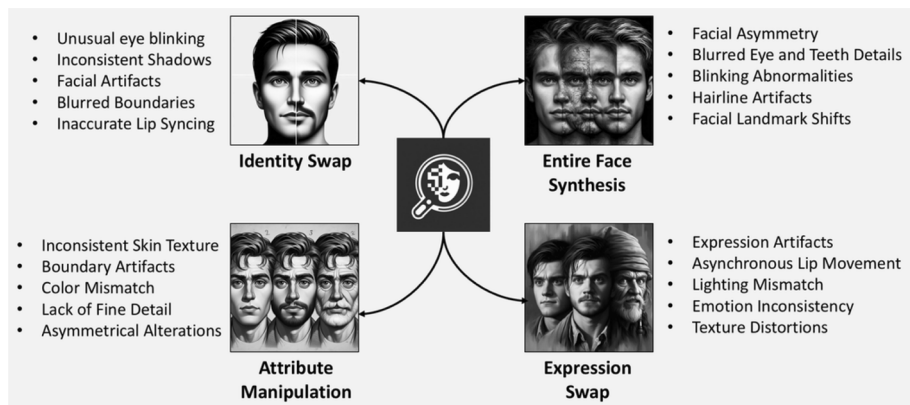 • Unusual eye blinking
• Inconsistent Shadows
• Facial Artifacts
• Blurred Boundaries
• Inaccurate Lip Syncing
Identity Swap
• Facial Asymmetry
• Blurred Eye and Teeth Details
• Blinking Abnormalities
• Hairline Artifacts
• Facial Landmark Shifts
Entire Face
Synthesis
• Inconsistent Skin Texture
• Boundary Artifacts
• Color Mismatch
• Lack of Fine Detail
• Asymmetrical Alterations
Attribute
Manipulation
• Expression Artifacts
• Asynchronous Lip Movement
• Lighting Mismatch
• Emotion Inconsistency
• Texture Distortions
Expression
Swap